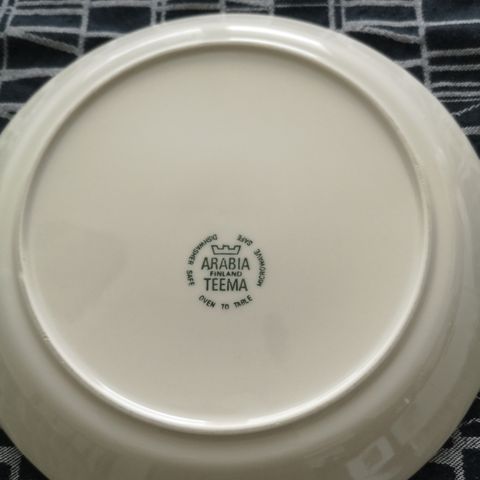 DISHWASHER SAFE
MICROWAVE SAFE
ARABIA
FINLAND
TEEMA
OVEN TO TABLE